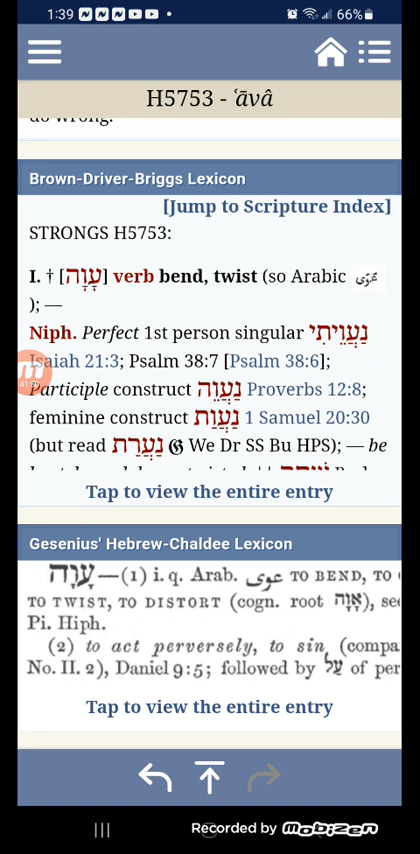 1:39 66%
H5753 - ʿāvâ
do wrong.
Brown-Driver-Briggs Lexicon
[Jump to Scripture Index]
STRONGS H5753:
I. † [עָוָה] verb bend, twist (so Arabic عَوَى
); —
Niph. Perfect 1st person singular נַעֲוֵיתִי
Isaiah 21:3; Psalm 38:7 [Psalm 38:6];
Participle construct נַעֲוֵה Proverbs 12:8;
feminine construct נַעֲוַת 1 Samuel 20:30
(but read נַעֲרַת 𝔊 We Dr SS Bu HPS); — be
Tap to view the entire entry
Gesenius' Hebrew-Chaldee Lexicon
עָוָה—(1) i. q. Arab. عوى TO BEND, TO
TO TWIST, TO DISTORT (cogn. root אָוָה), see
Pi. Hiph.
(2) to act perversely, to sin (compa
No. II. 2), Daniel 9:5; followed by עַל of per
Tap to view the entire entry
Recorded by Mobizen